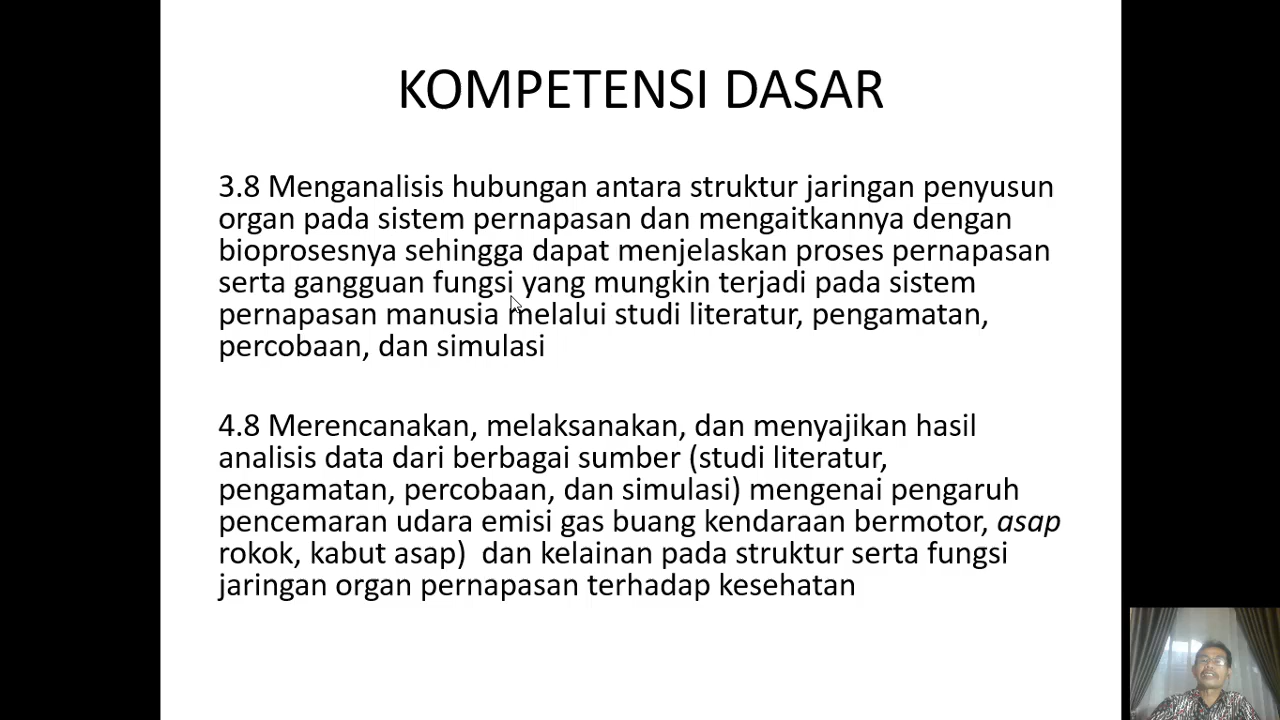 KOMPETENSI DASAR
3.8 Menganalisis hubungan antara struktur jaringan penyusun
organ pada sistem pernapasan dan mengaitkannya dengan
bioprosesnya sehingga dapat menjelaskan proses pernapasan
serta gangguan fungsi yang mungkin terjadi pada sistem
pernapasan manusia melalui studi literatur, pengamatan,
percobaan, dan simulasi
4.8 Merencanakan, melaksanakan, dan menyajikan hasil
analisis data dari berbagai sumber (studi literatur,
pengamatan, percobaan, dan simulasi) mengenai pengaruh
pencemaran udara emisi gas buang kendaraan bermotor, asap
rokok, kabut asap)  dan kelainan pada struktur serta fungsi
jaringan organ pernapasan terhadap kesehatan